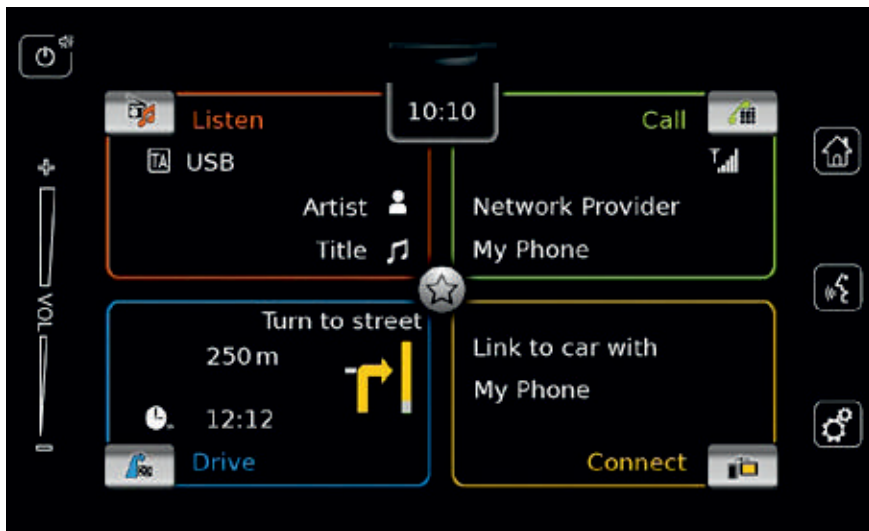 10:10
Listen
Call
TA USB
Artist
Network Provider
Title
My Phone
VOL
Turn to street
250 m
Link to car with
My Phone
12:12
Drive
Connect